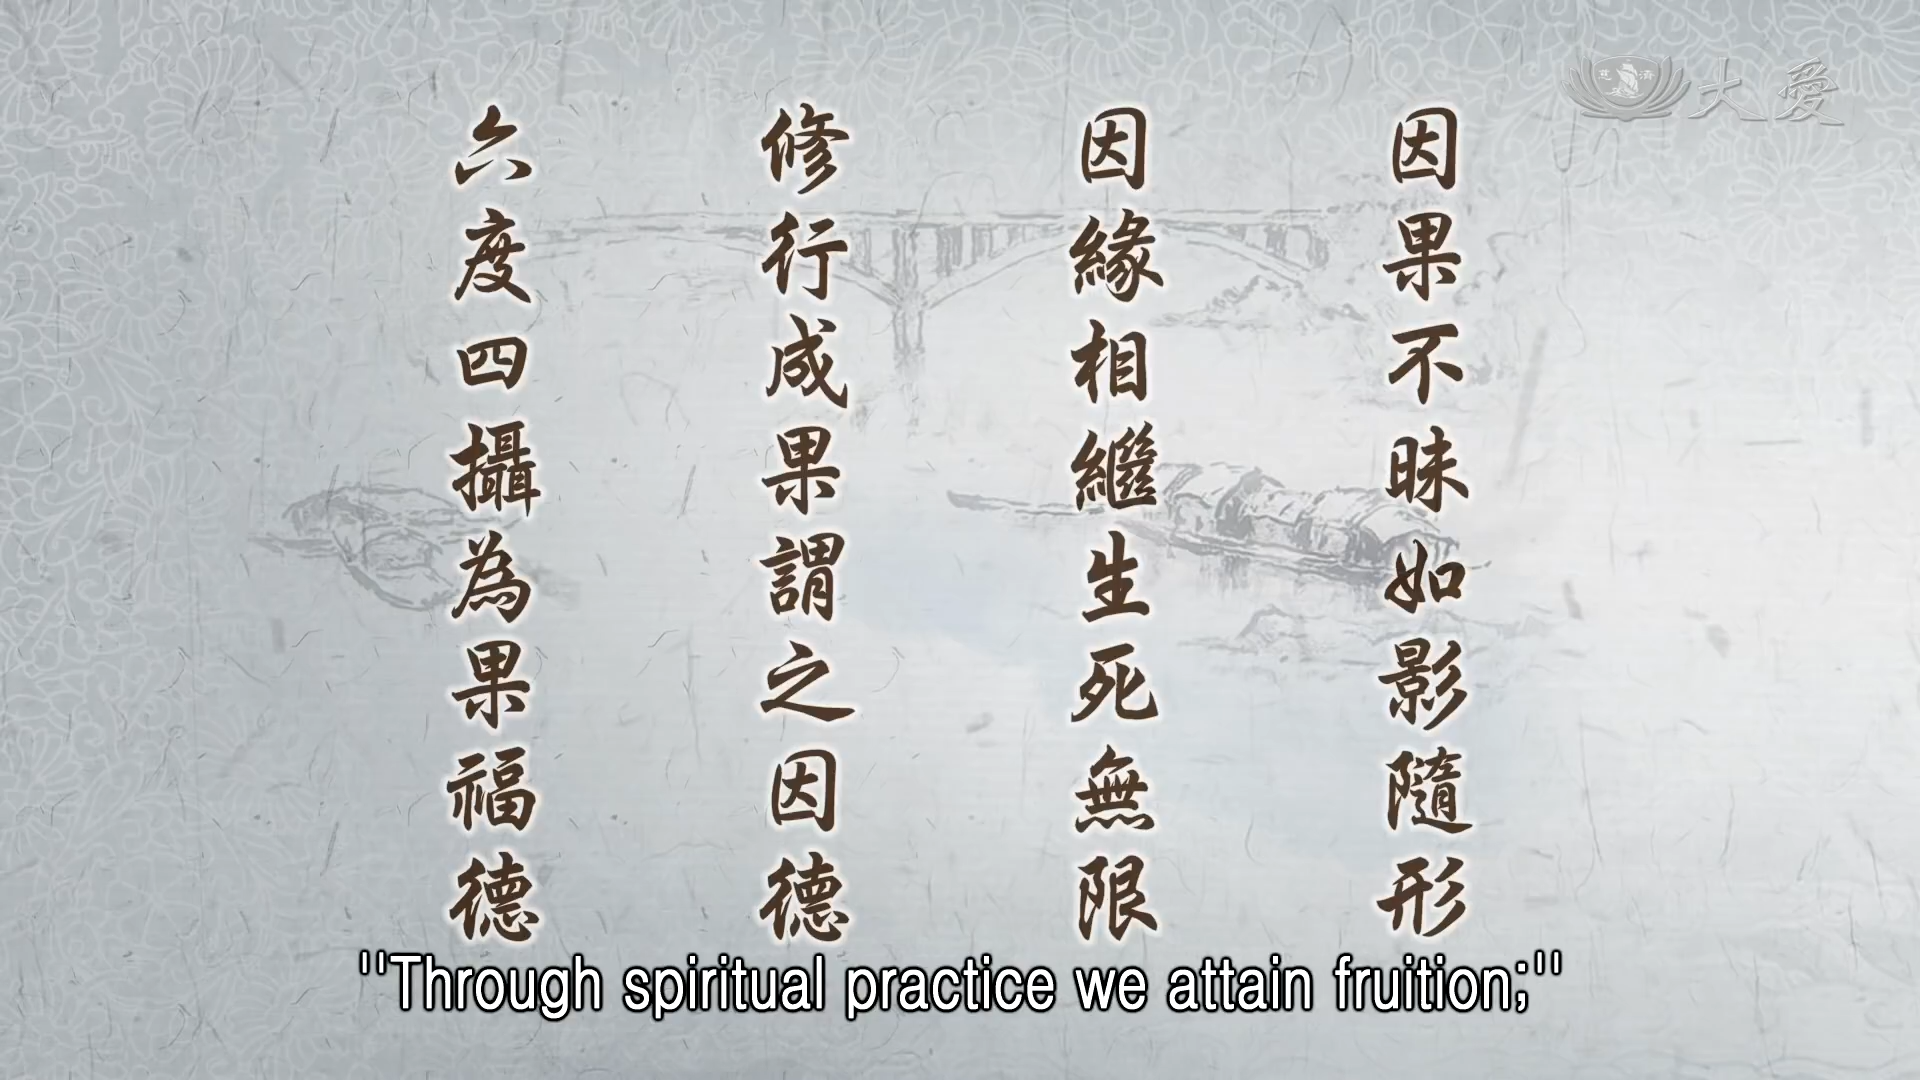 因果不昧如影隨形
因緣相繼生死無限
修行成果謂之因德
六度四攝為果福德
慈濟
大愛
"Through spiritual practice we attain fruition;"